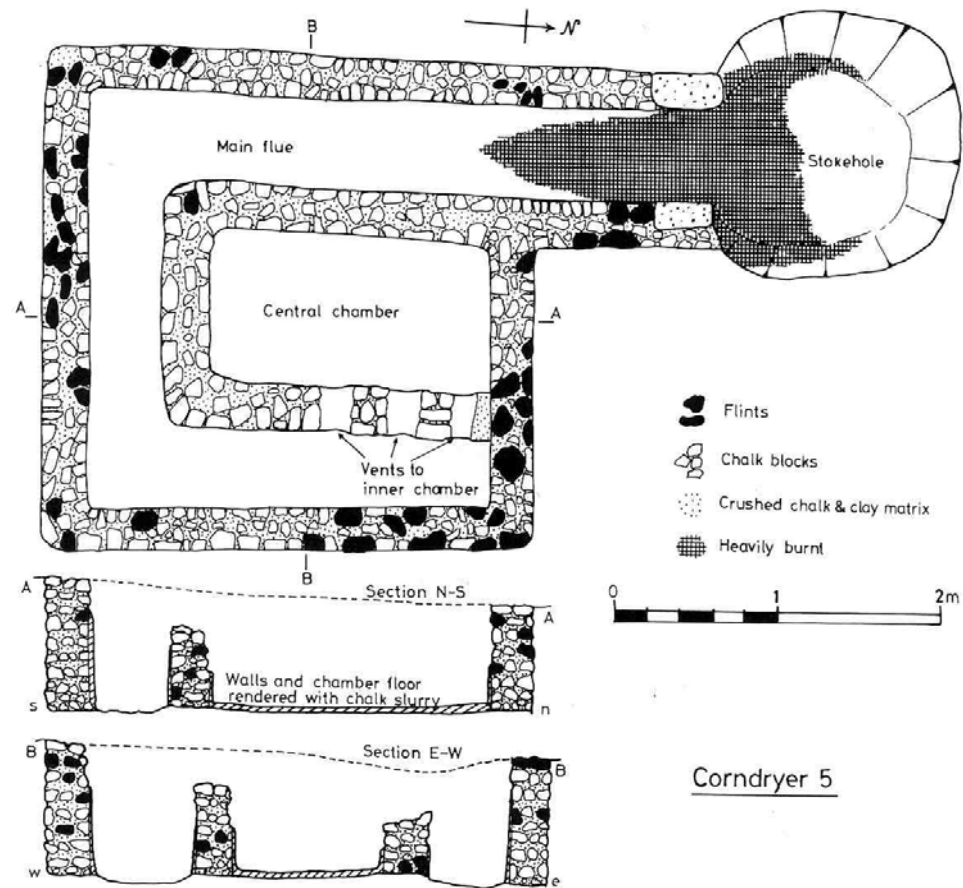 B
N
Main flue
Stokehole
A
Central chamber
A
Vents to
inner chamber
B
Flints
Chalk blocks
Crushed chalk & clay matrix
Heavily burnt
0
1
2m
A
Section N-S
A
Walls and chamber floor
rendered with chalk slurry
s
n
B
Section E-W
B
w
e
Corndryer 5